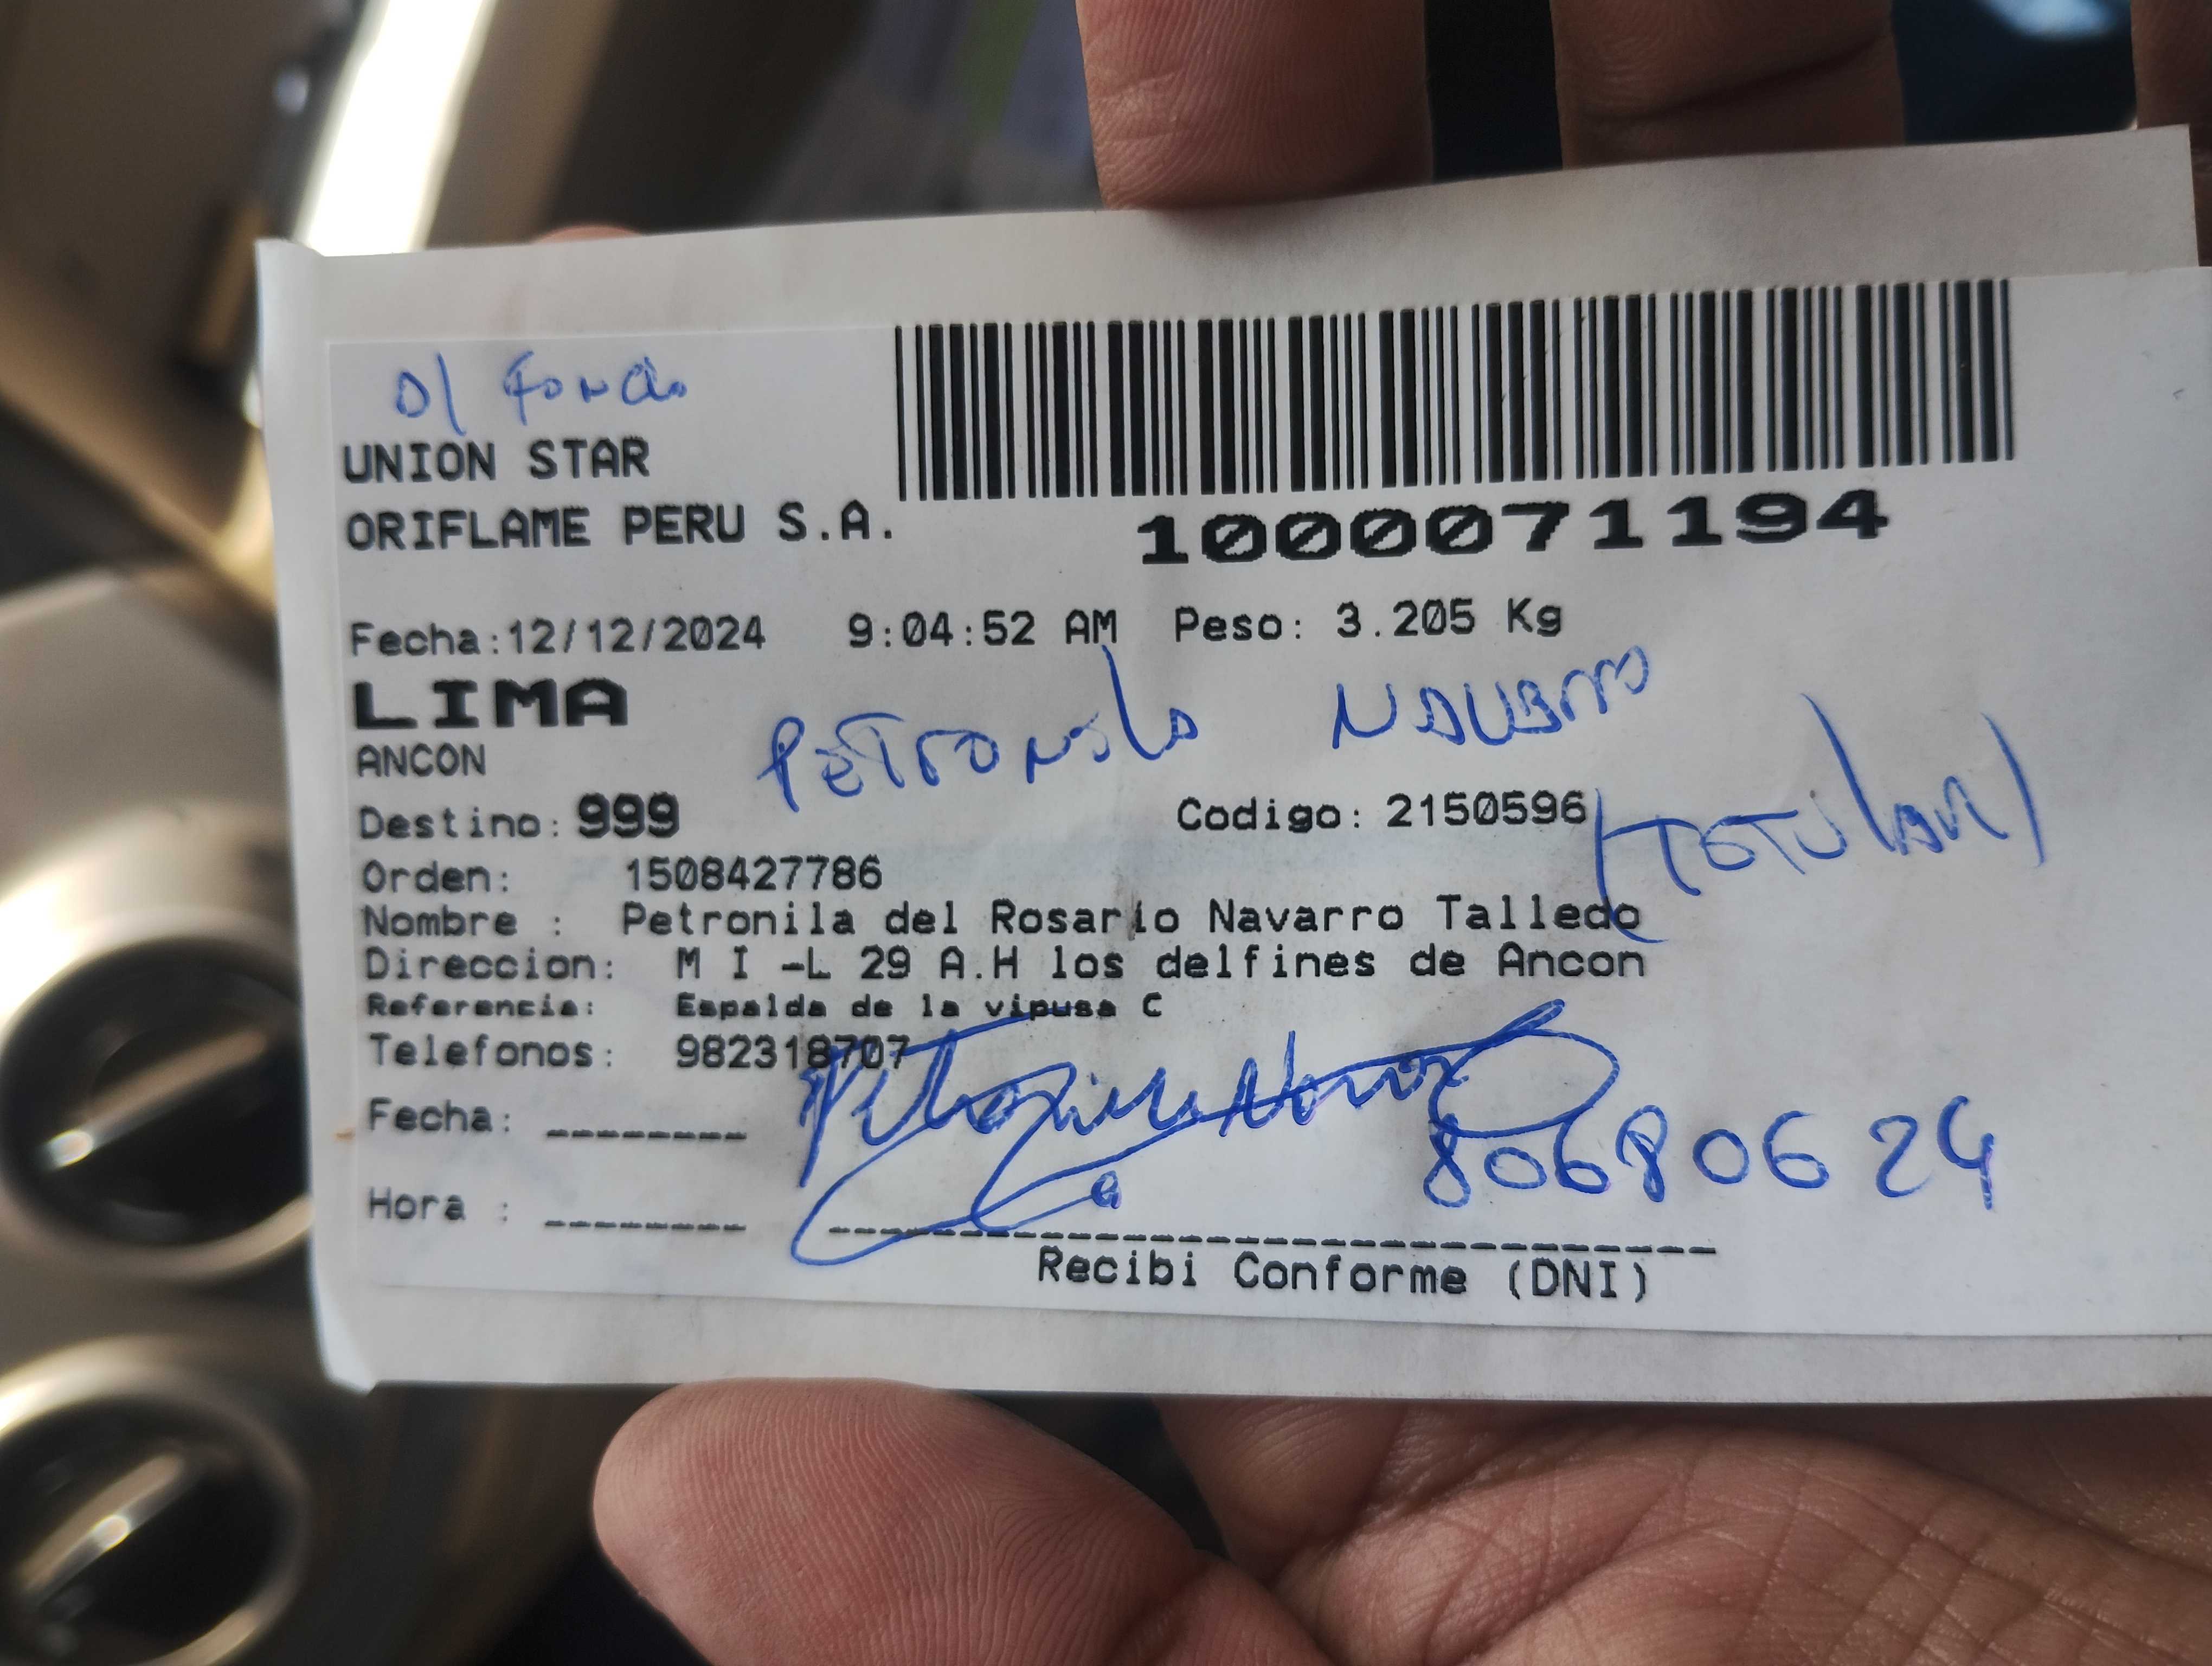 Al Fondo
UNION STAR
ORIFLAME PERU S.A.
1000071194
Fecha:12/12/2024 9:04:52 AM Peso: 3.205 Kg
LIMA
ANCON
PETRONILA NAVARRO
Destino: 999 Codigo: 2150596
(TITULAR)
Orden: 1508427786
Nombre : Petronila del Rosario Navarro Talledo
Direccion: M I -L 29 A.H los delfines de Ancon
Referencia: Espalda de la vipusa C
Telefonos: 982318707
Petronila Navarro
Fecha: ________
80680624
Hora : ________
Recibi Conforme (DNI)